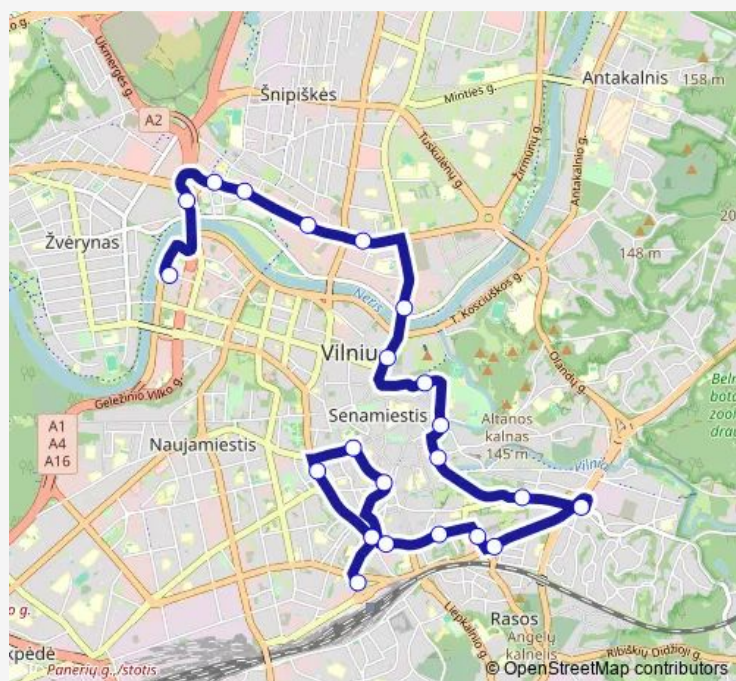 Ukmergės g.
A2
Šnipiškės
Minties g.
Antakalnis
158 m
Tuskulėnų g.
Žirmūnų g.
Antakalnio g.
Žvėrynas
148 m
Neris
T. Kosciuškos g.
Vilniu
Olandų g.
Geležinio Vilko g.
Senamiestis
Altanos
kalnas
145 m
A1
A4
A16
Naujamiestis
Vilnia
Rasos
Angelų
kalnelis
Liepkalnio g.
Ribiškių Didžioji g.
Panerių g./stotis
© OpenStreetMap contributors